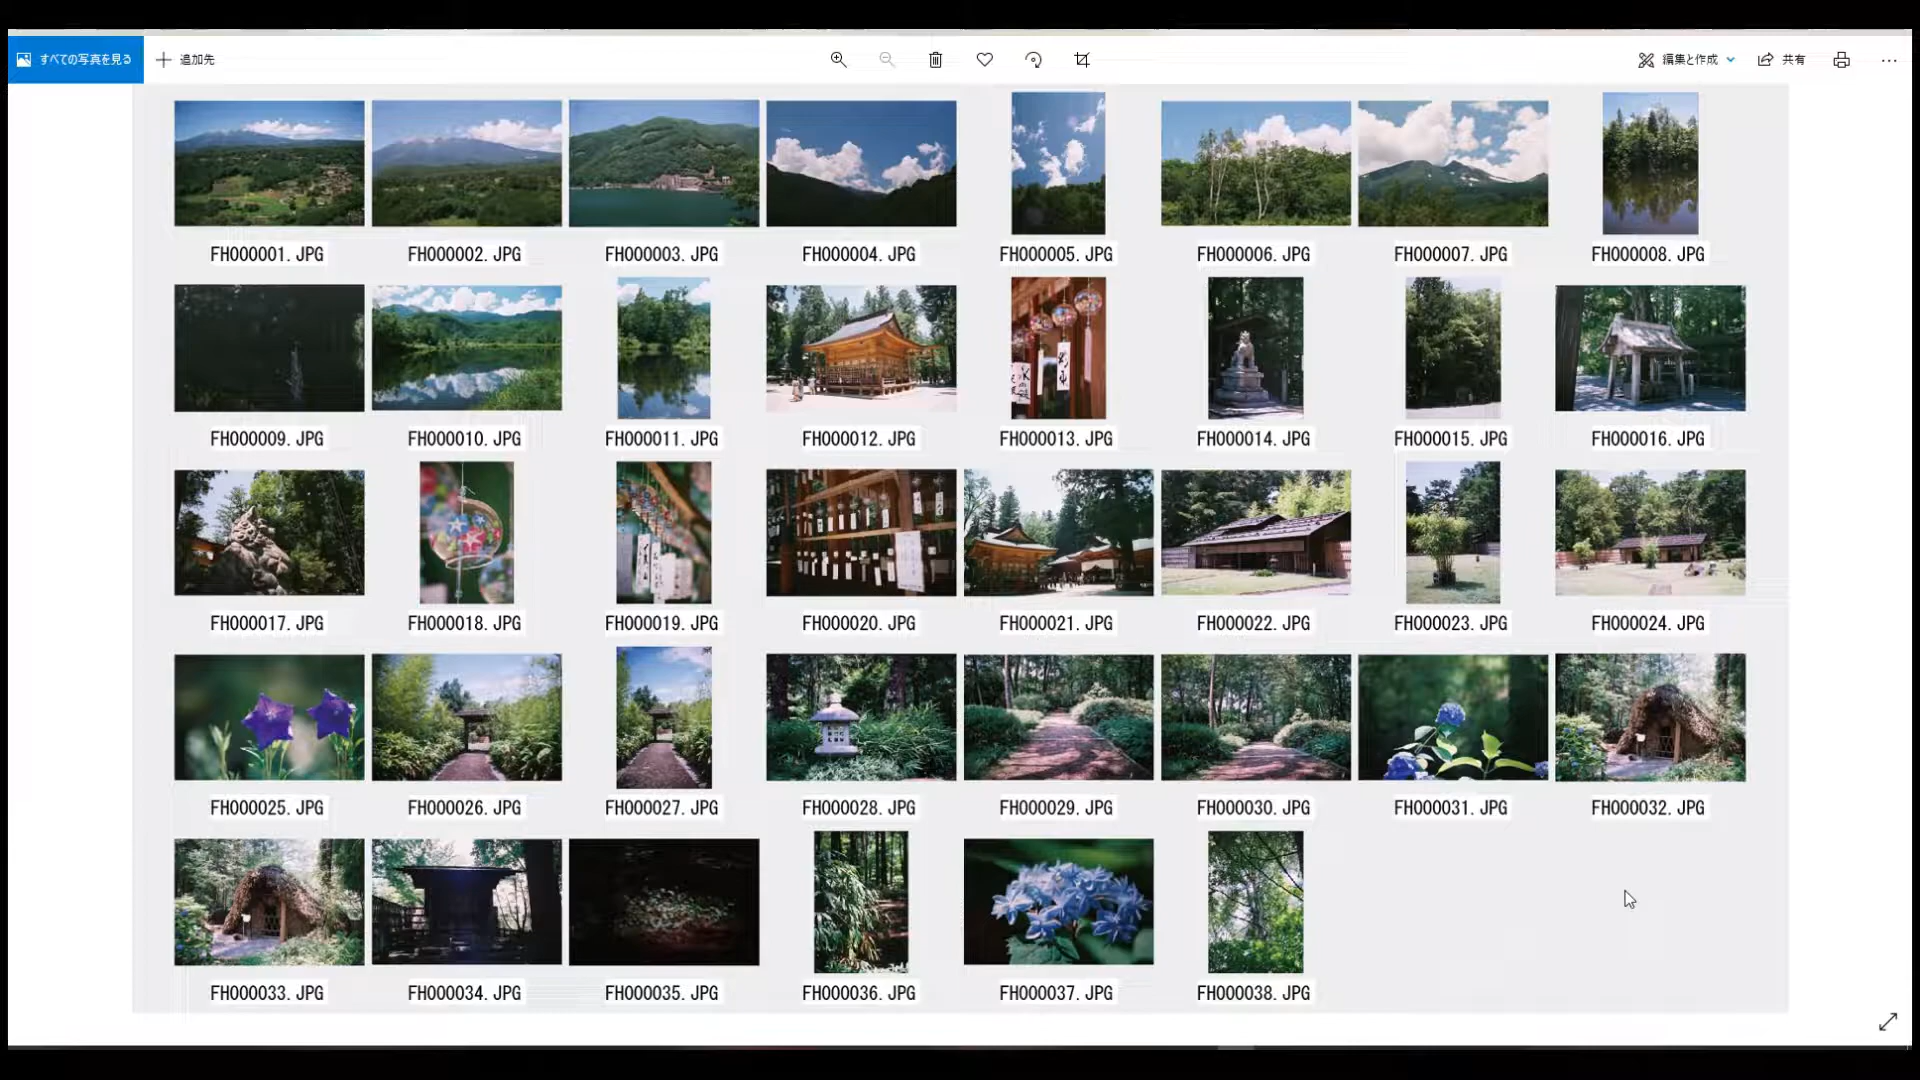 すべての写真を見る 追加先 編集と作成 共有
FH000001.JPG FH000002.JPG FH000003.JPG FH000004.JPG FH000005.JPG FH000006.JPG FH000007.JPG FH000008.JPG
FH000009.JPG FH000010.JPG FH000011.JPG FH000012.JPG FH000013.JPG FH000014.JPG FH000015.JPG FH000016.JPG
FH000017.JPG FH000018.JPG FH000019.JPG FH000020.JPG FH000021.JPG FH000022.JPG FH000023.JPG FH000024.JPG
FH000025.JPG FH000026.JPG FH000027.JPG FH000028.JPG FH000029.JPG FH000030.JPG FH000031.JPG FH000032.JPG
FH000033.JPG FH000034.JPG FH000035.JPG FH000036.JPG FH000037.JPG FH000038.JPG